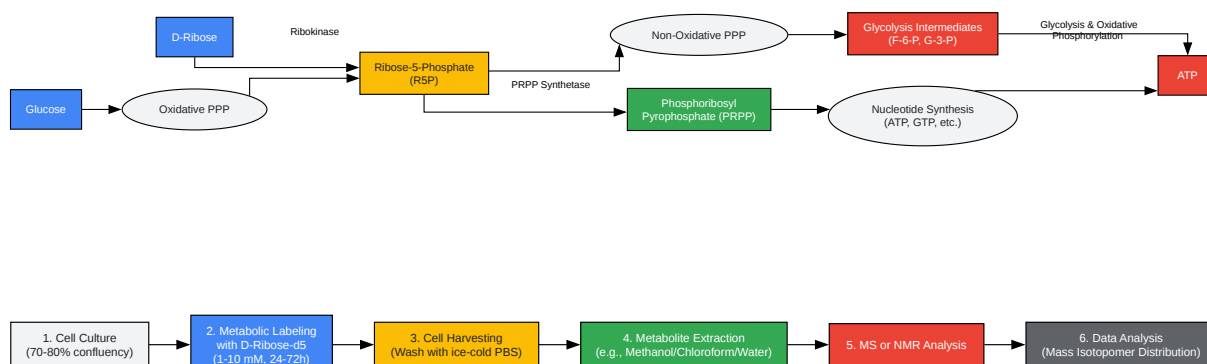 D-Ribose
Ribokinase
Non-Oxidative PPP
Glycolysis Intermediates
(F-6-P, G-3-P)
Glycolysis & Oxidative
Phosphorylation
Ribose-5-Phosphate
(R5P)
PRPP Synthetase
ATP
Glucose
Oxidative PPP
Phosphoribosyl
Pyrophosphate (PRPP)
Nucleotide Synthesis
(ATP, GTP, etc.)
1. Cell Culture
(70-80% confluency)
2. Metabolic Labeling
with D-Ribose-d5
(1-10 mM, 24-72h)
3. Cell Harvesting
(Wash with ice-cold PBS)
4. Metabolite Extraction
(e.g., Methanol/Chloroform/Water)
5. MS or NMR Analysis
6. Data Analysis
(Mass Isotopomer Distribution)